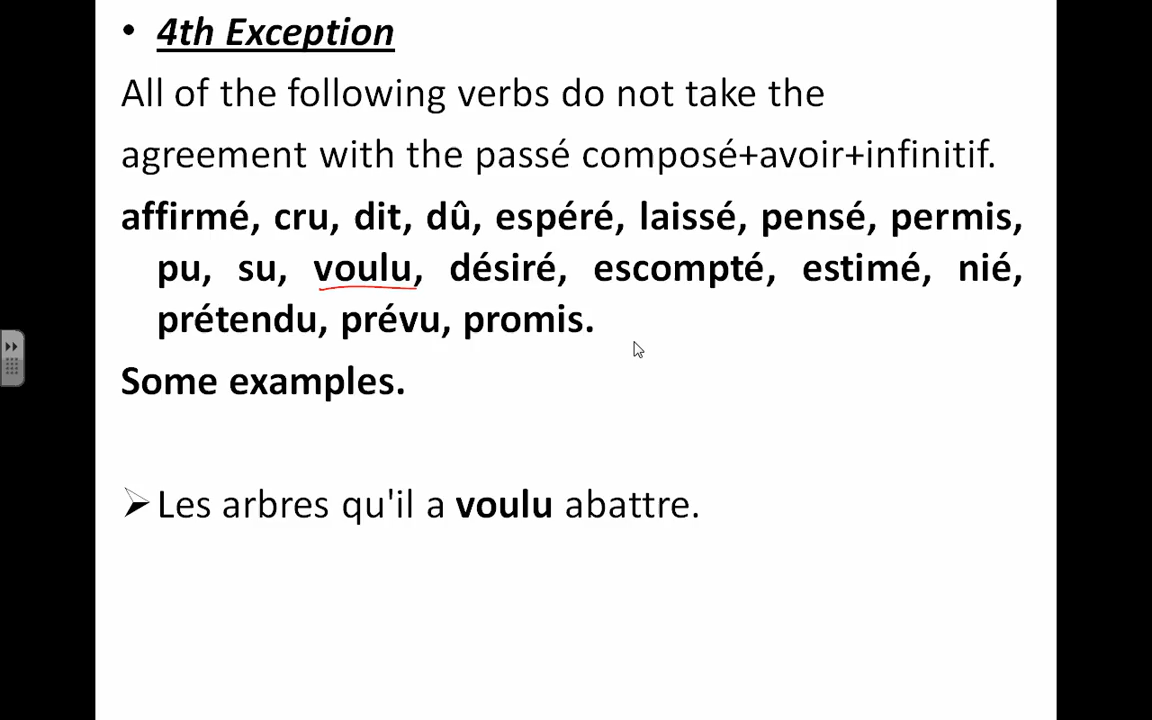 • 4th Exception
All of the following verbs do not take the
agreement with the passé composé+avoir+infinitif.
affirmé, cru, dit, dû, espéré, laissé, pensé, permis,
pu, su, voulu, désiré, escompté, estimé, nié,
prétendu, prévu, promis.
Some examples.
➢ Les arbres qu'il a voulu abattre.